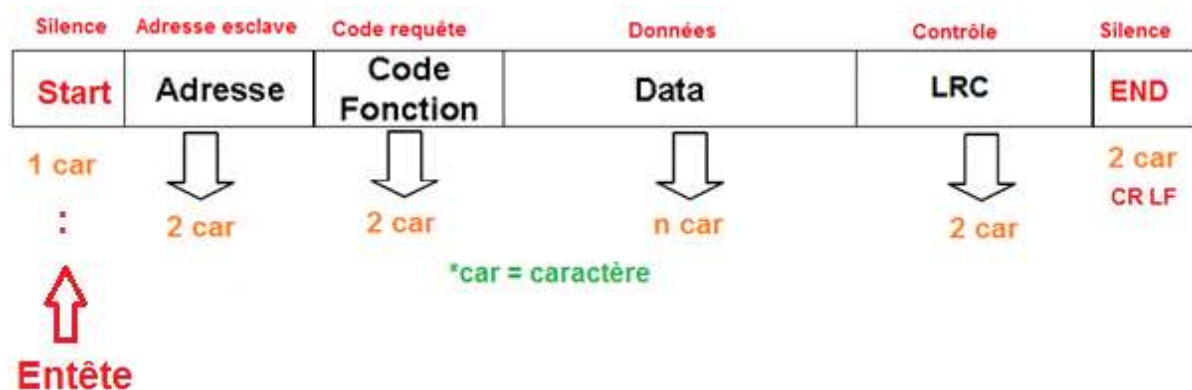 Silence Adresse esclave Code requête Données Contrôle Silence
Start Adresse Code Fonction Data LRC END
1 car 2 car
: CR LF
2 car 2 car n car 2 car
*car = caractère
Entête